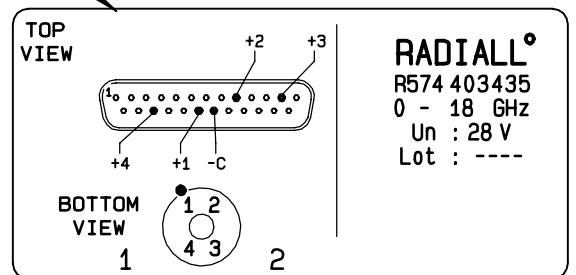 TOP
VIEW
+2
+3
1
+4
+1
-C
BOTTOM
VIEW
1 2
4 3
1
2
RADIALL°
R574 403435
0 - 18 GHz
Un : 28 V
Lot : ----